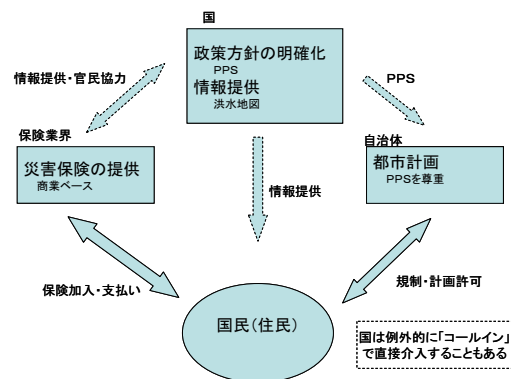 国
政策方針の明確化
PPS
情報提供
洪水地図
情報提供・官民協力
PPS
保険業界
災害保険の提供
商業ベース
自治体
都市計画
PPSを尊重
情報提供
保険加入・支払い
規制・計画許可
国民（住民）
国は例外的に「コールイン」
で直接介入することもある